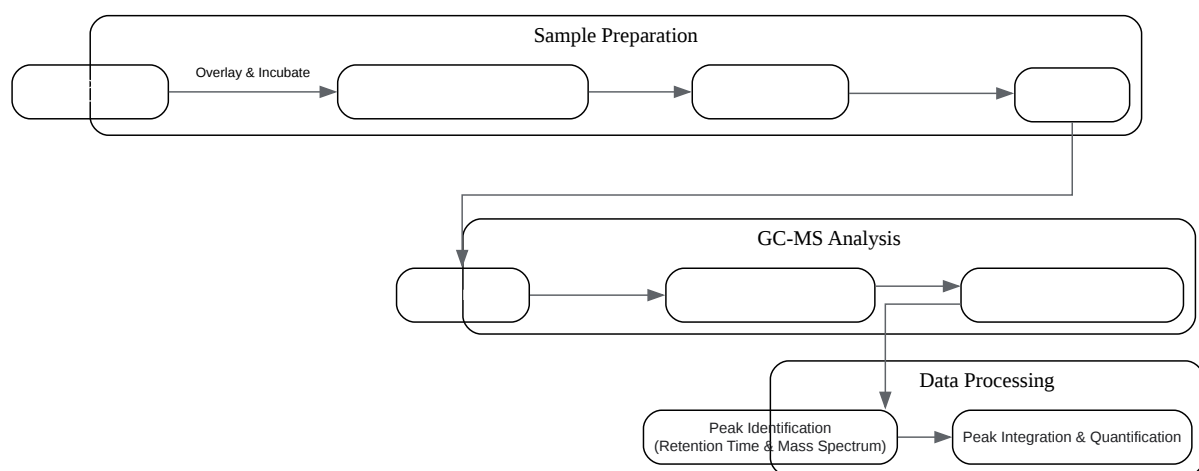 Sample Preparation
Overlay & Incubate
GC-MS Analysis
Data Processing
Peak Identification
(Retention Time & Mass Spectrum)
Peak Integration & Quantification